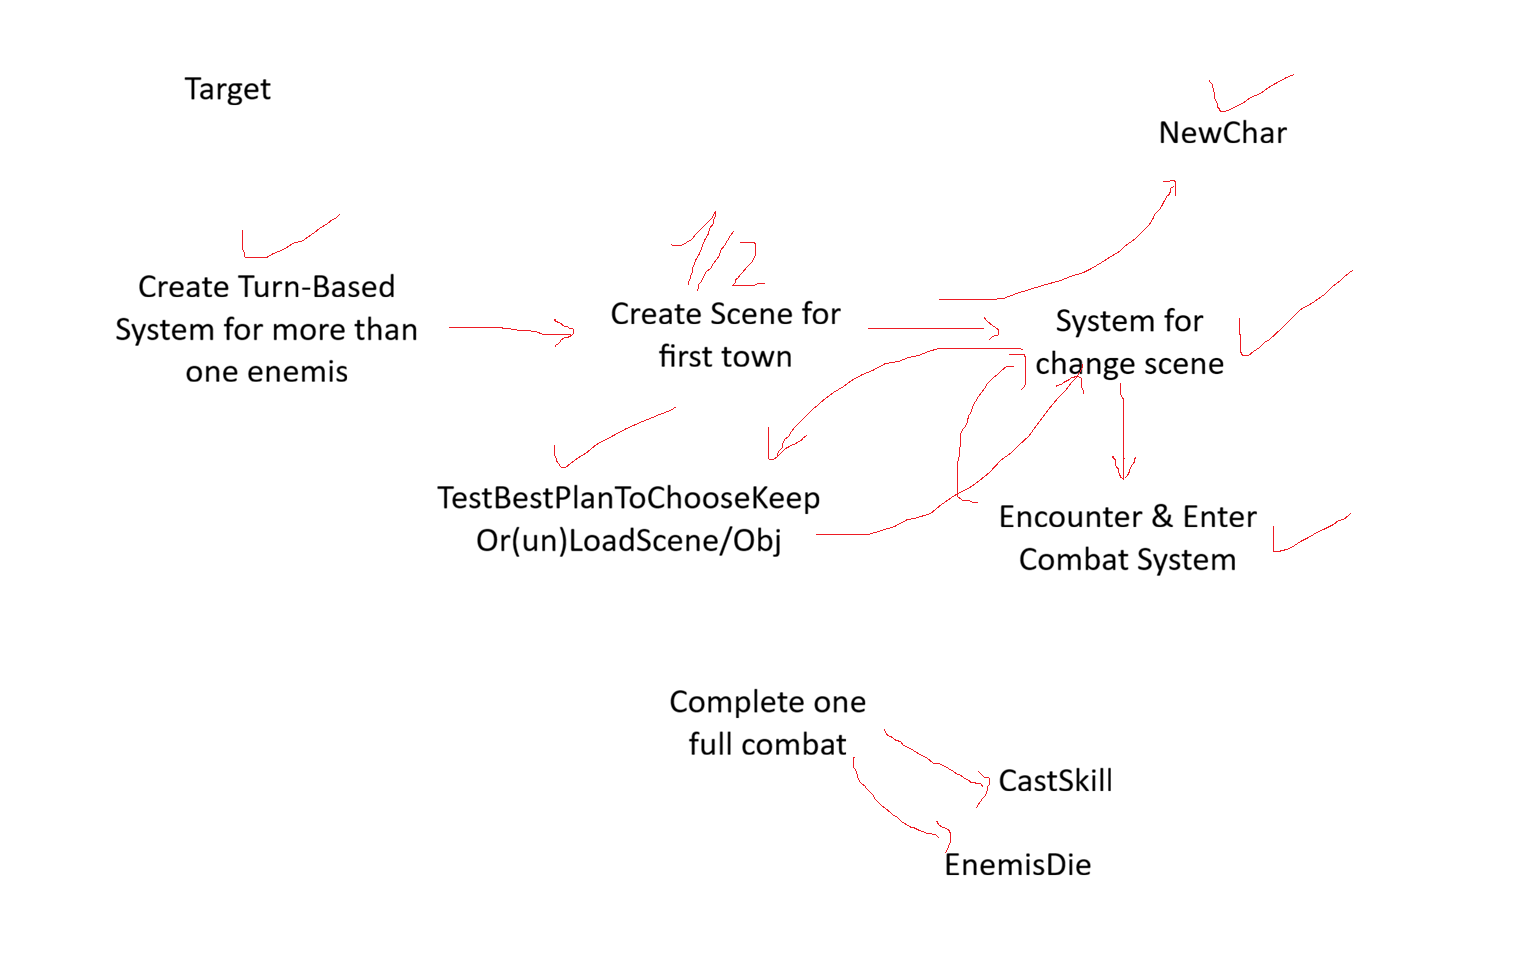 Target
NewChar
1/2
Create Turn-Based
System for more than
one enemis
Create Scene for
first town
System for
change scene
TestBestPlanToChooseKeep
Or(un)LoadScene/Obj
Encounter & Enter
Combat System
Complete one
full combat
CastSkill
EnemisDie